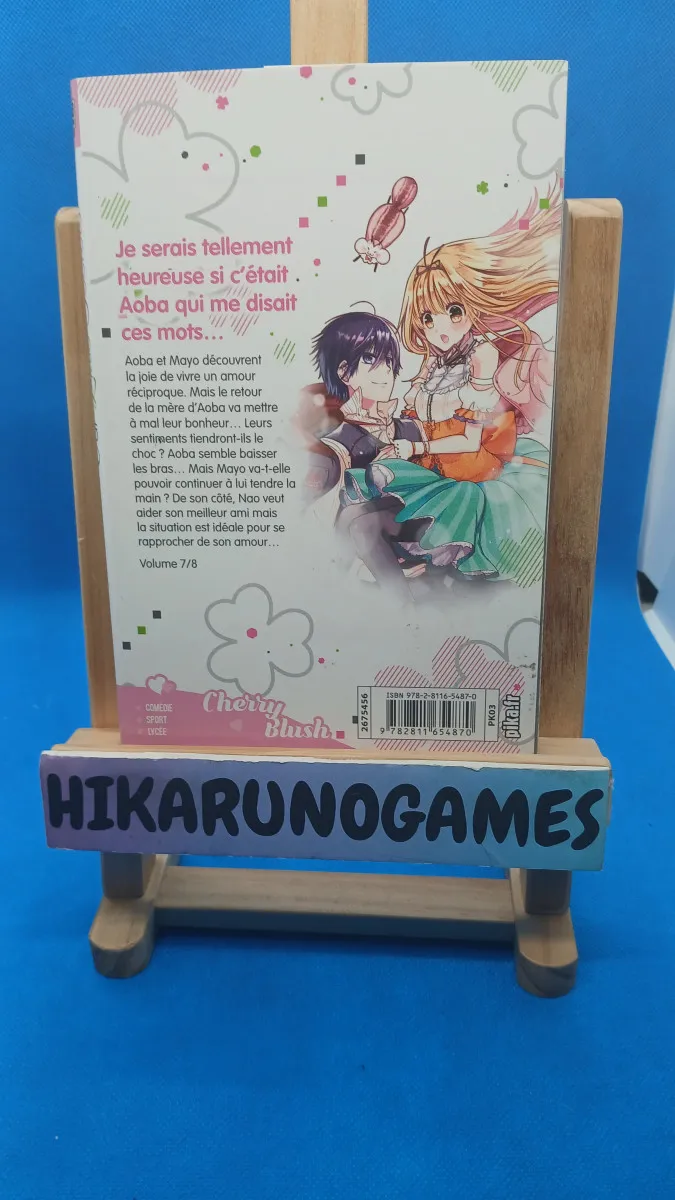 Je serais tellement
heureuse si c'était
Aoba qui me disait
ces mots...
Aoba et Mayo découvrent
la joie de vivre un amour
réciproque. Mais le retour
de la mère d'Aoba va mettre
à mal leur bonheur... Leurs
sentiments tiendront-ils le
choc ? Aoba semble baisser
les bras... Mais Mayo va-t-elle
pouvoir continuer à lui tendre la
main ? De son côté, Nao veut
aider son meilleur ami mais
la situation est idéale pour se
rapprocher de son amour...
Volume 7/8
COMÉDIE
SPORT
LYCÉE
Cherry
Blush
2675456
ISBN 978-2-8116-5487-0
9 782811 654870
PK03
pika.fr
HIKARUNOGAMES